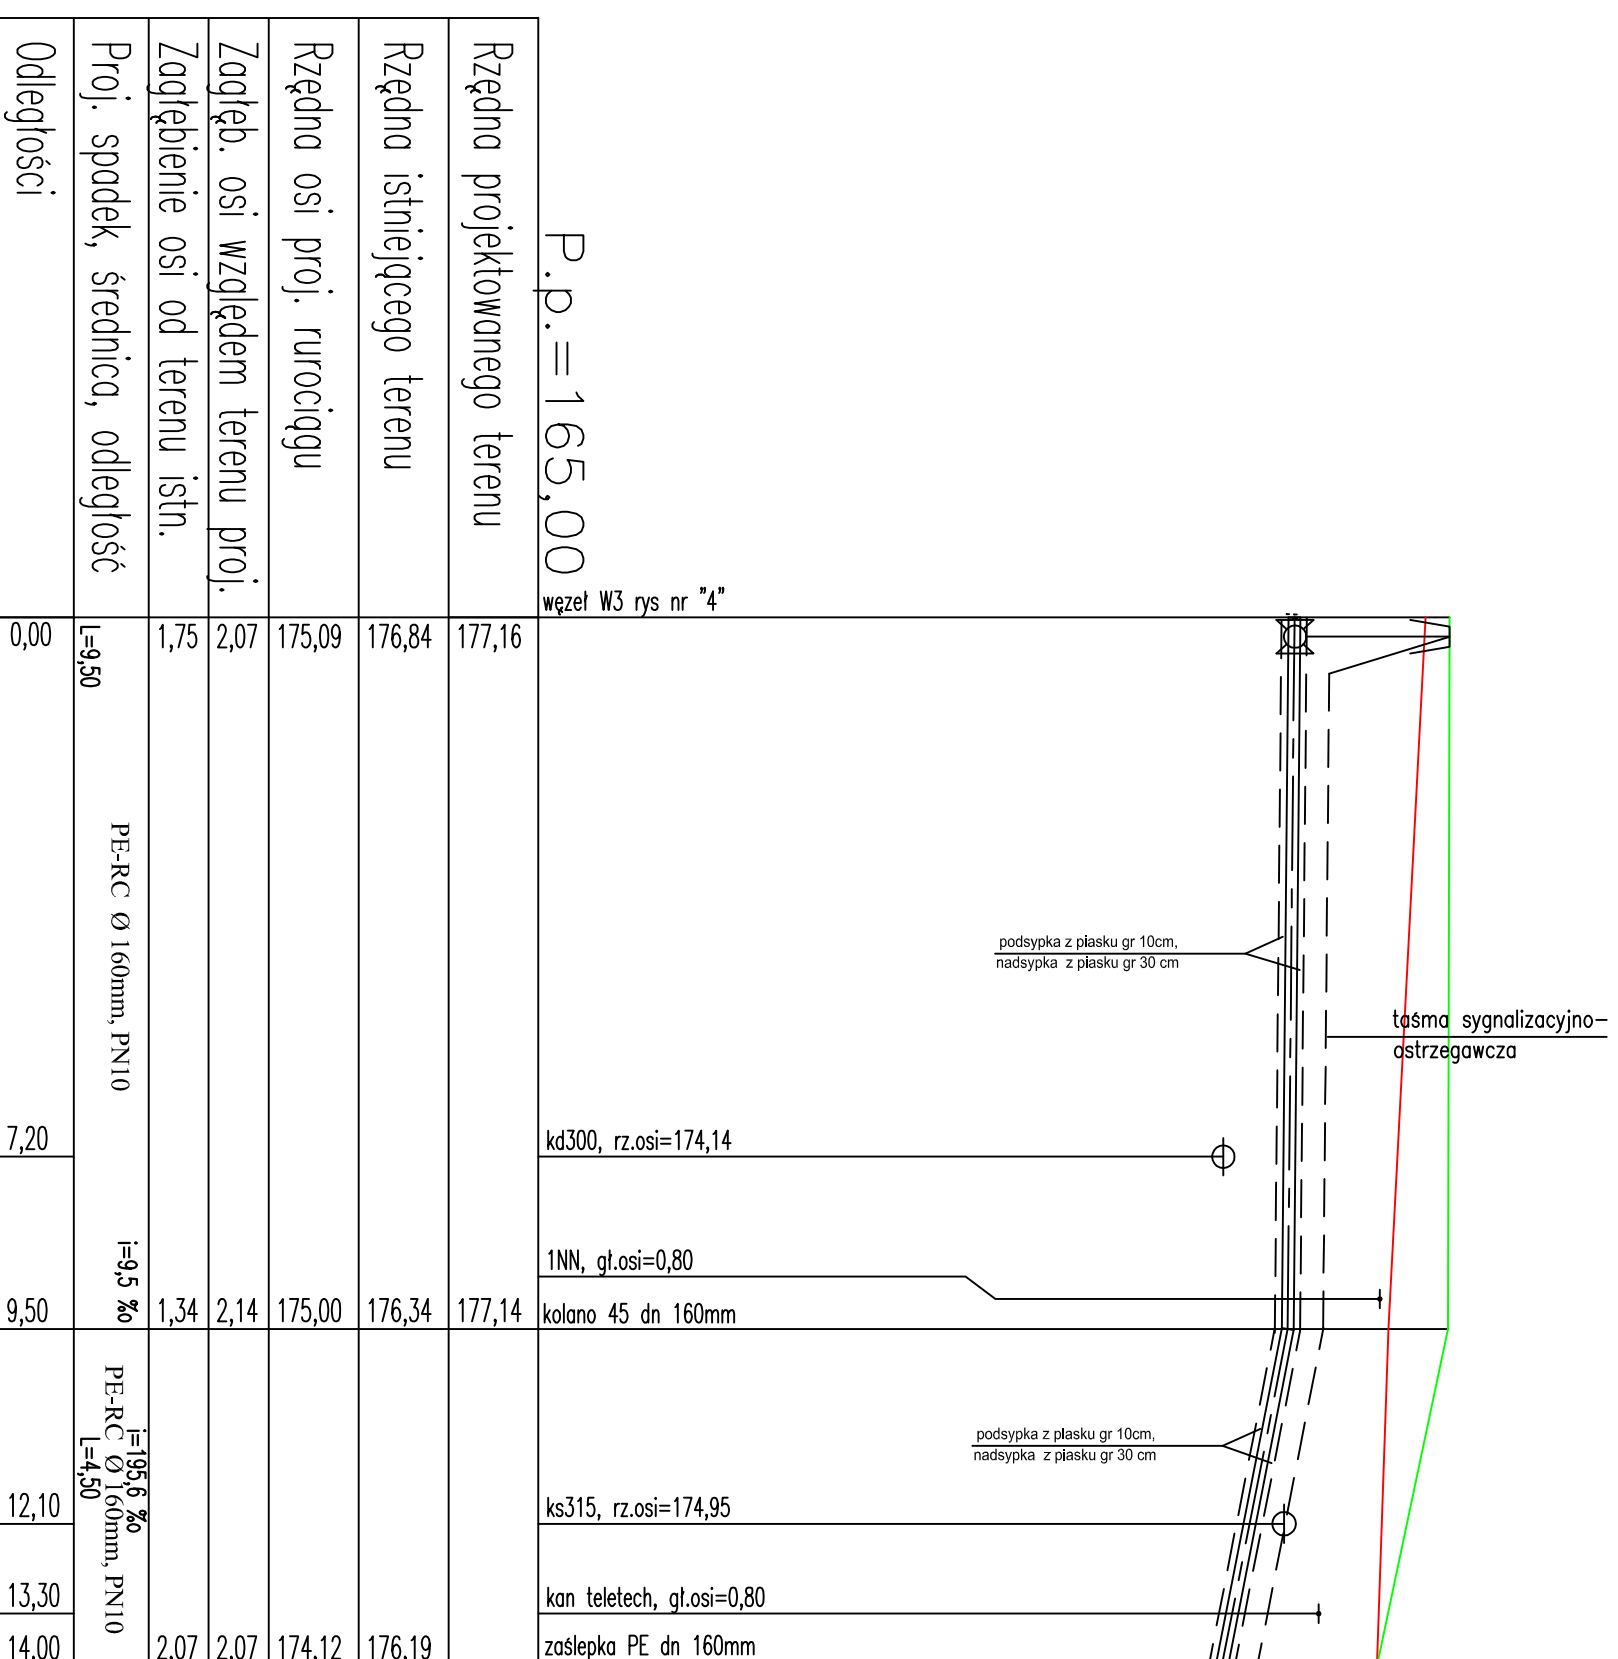 P.p.=165,00
Rzędna projektowanego terenu
Rzędna istniejącego terenu
Rzędna osi proj. rurociągu
Zagłęb. osi względem terenu proj.
Zagłębienie osi od terenu istn.
Proj. spadek, średnica, odległość
Odległości
węzeł W3 rys nr "4"
0,00
L=9,50
1,75
2,07
175,09
176,84
177,16
PE-RC Ø 160mm, PN10
podsypka z piasku gr 10cm,
nadsypka z piasku gr 30 cm
taśma sygnalizacyjno-
ostrzegawcza
7,20
kd300, rz.osi=174,14
i=9,5 ‰
1NN, gł.osi=0,80
9,50
1,34
2,14
175,00
176,34
177,14
kolano 45 dn 160mm
PE-RC Ø 160mm, PN10
i=195,6 ‰
L=4,50
podsypka z piasku gr 10cm,
nadsypka z piasku gr 30 cm
12,10
ks315, rz.osi=174,95
13,30
kan teletech, gł.osi=0,80
14,00
2,07
2,07
174,12
176,19
zaślepka PE dn 160mm